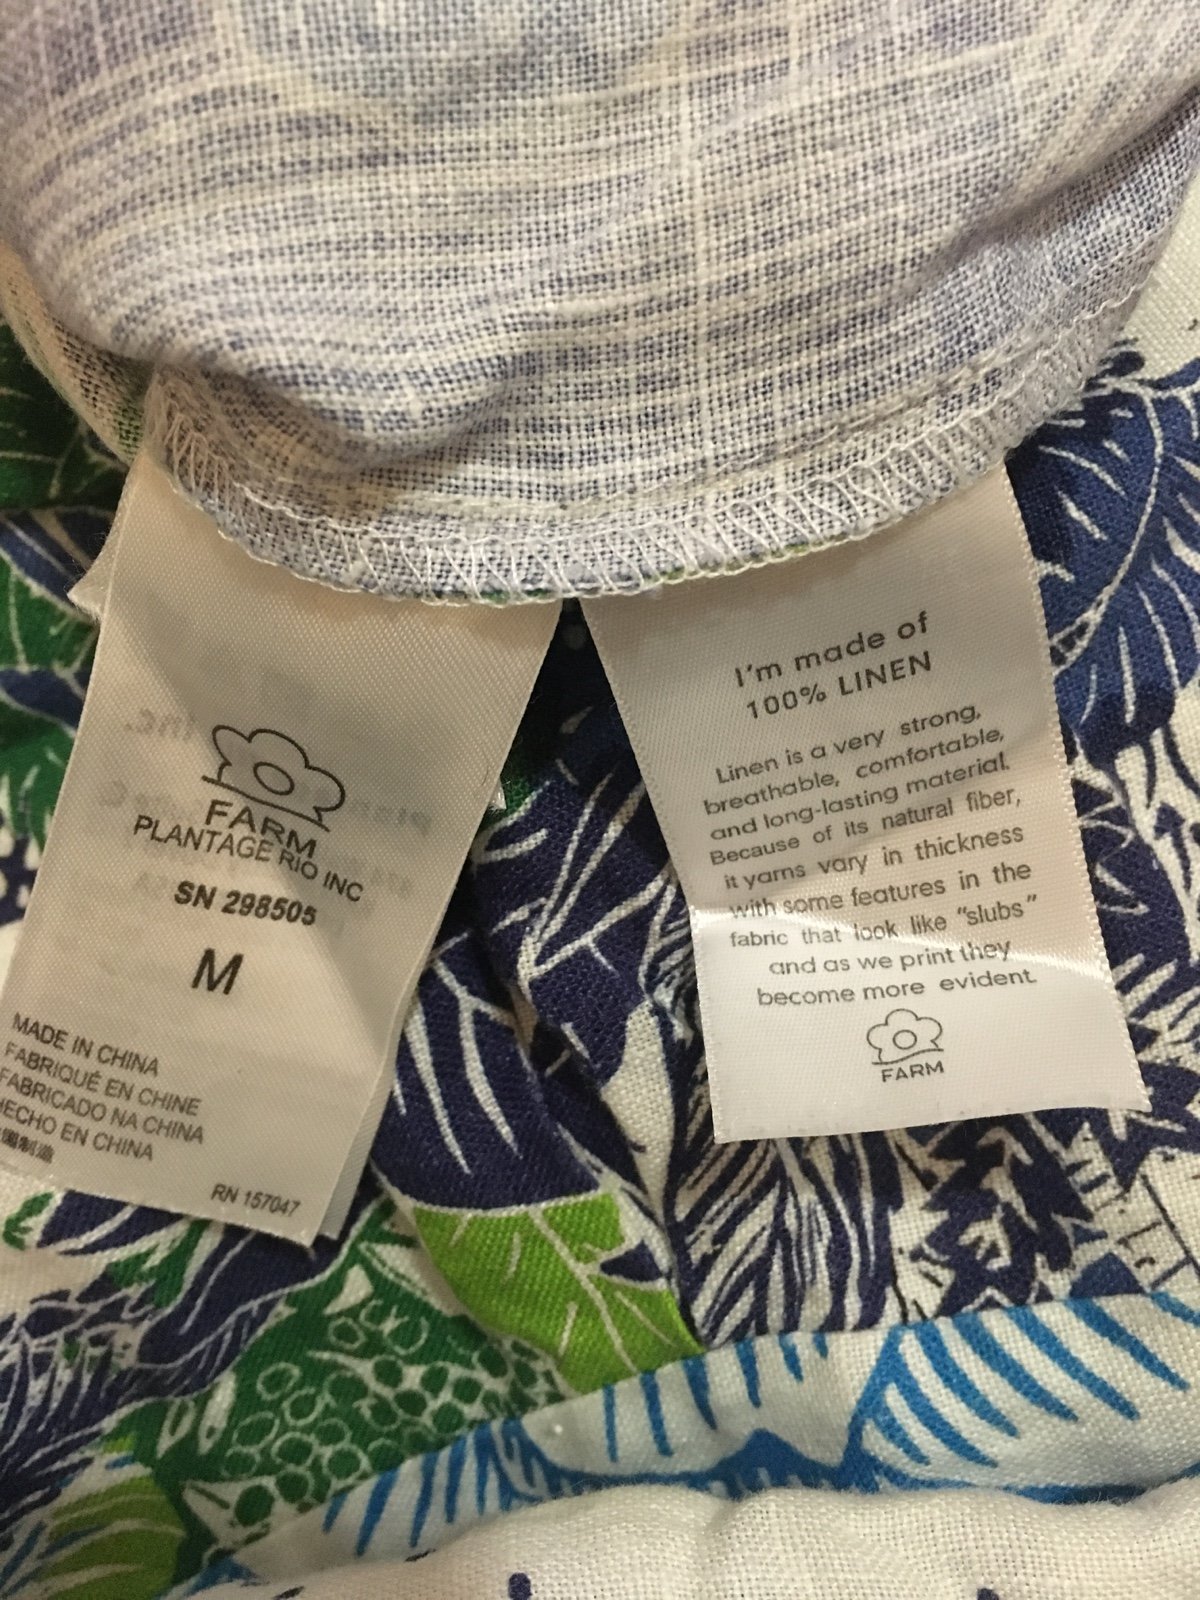 FARM
PLANTAGE RIO INC
SN 298505
M
MADE IN CHINA
FABRIQUÉ EN CHINE
FABRICADO NA CHINA
HECHO EN CHINA
国制造
RN 157047
I'm made of
100% LINEN
Linen is a very strong,
breathable, comfortable,
and long-lasting material.
Because of its natural fiber,
it yarns vary in thickness
with some features in the
fabric that look like "slubs"
and as we print they
become more evident.
FARM